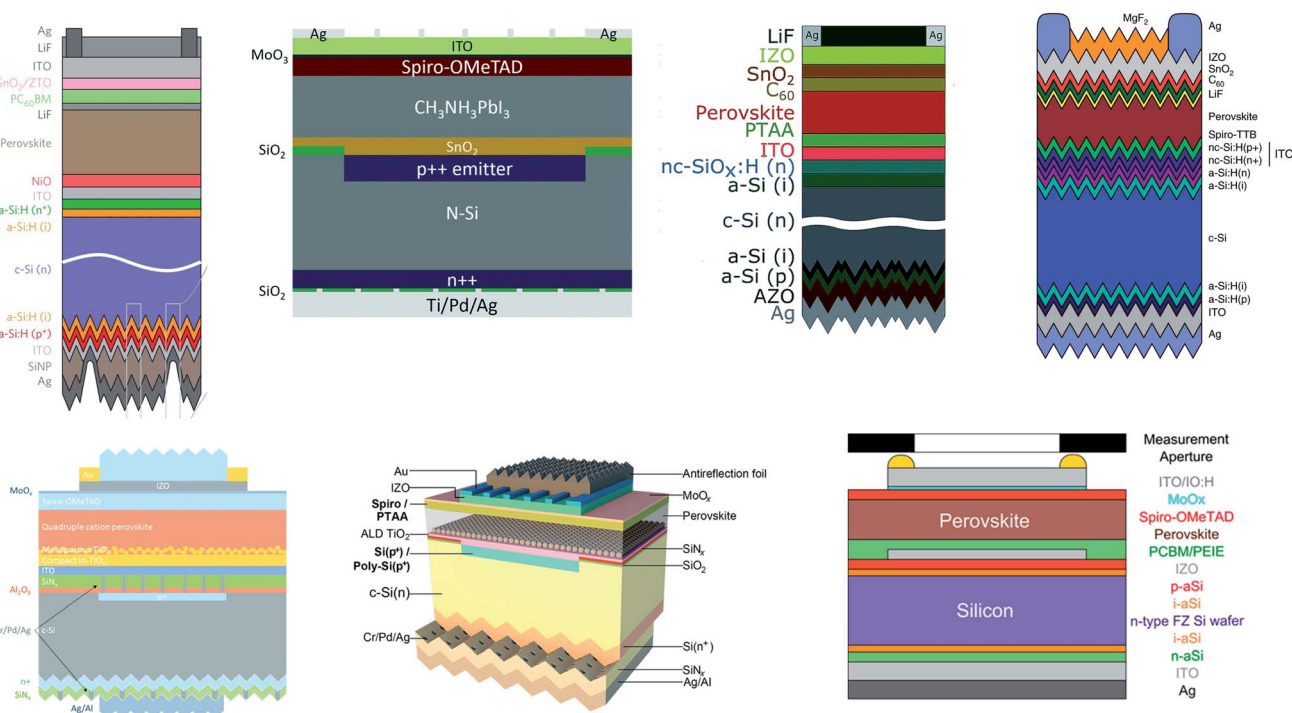 Ag
LiF
ITO
SnO2/ZTO
PC60BM
LiF
Perovskite
NiO
ITO
a-Si:H (n+)
a-Si:H (i)
c-Si (n)
a-Si:H (i)
a-Si:H (p+)
ITO
SiNP
Ag
Ag
Ag
ITO
MoO3
Spiro-OMeTAD
CH3NH3PbI3
SnO2
SiO2
p++ emitter
N-Si
n++
SiO2
Ti/Pd/Ag
LiF
Ag
Ag
IZO
SnO2
C60
Perovskite
PTAA
ITO
nc-SiOx:H (n)
a-Si (i)
c-Si (n)
a-Si (i)
a-Si (p)
AZO
Ag
MgF2
Ag
IZO
SnO2
C60
LiF
Perovskite
Spiro-TTB
nc-Si:H(p+)
nc-Si:H(n+)
ITO
a-Si:H(n)
a-Si:H(i)
c-Si
a-Si:H(i)
a-Si:H(p)
ITO
Ag
Au
IZO
MoOx
Spiro-OMeTAD
Quadruple cation perovskite
Mesoporous TiO2
Compact In-TiOx
ITO
SiNx
Al2O3
p+
r/Pd/Ag
c-Si
n+
SiNx
Ag/Al
Au
IZO
Spiro /
PTAA
ALD TiO2
Si(p+) /
Poly-Si(p+)
c-Si(n)
Cr/Pd/Ag
Antireflection foil
MoOx
Perovskite
SiNx
SiO2
Si(n+)
SiNx
Ag/Al
Measurement
Aperture
ITO/IO:H
MoOx
Spiro-OMeTAD
Perovskite
PCBM/PEIE
IZO
p-aSi
i-aSi
n-type FZ Si wafer
i-aSi
n-aSi
ITO
Ag
Perovskite
Silicon